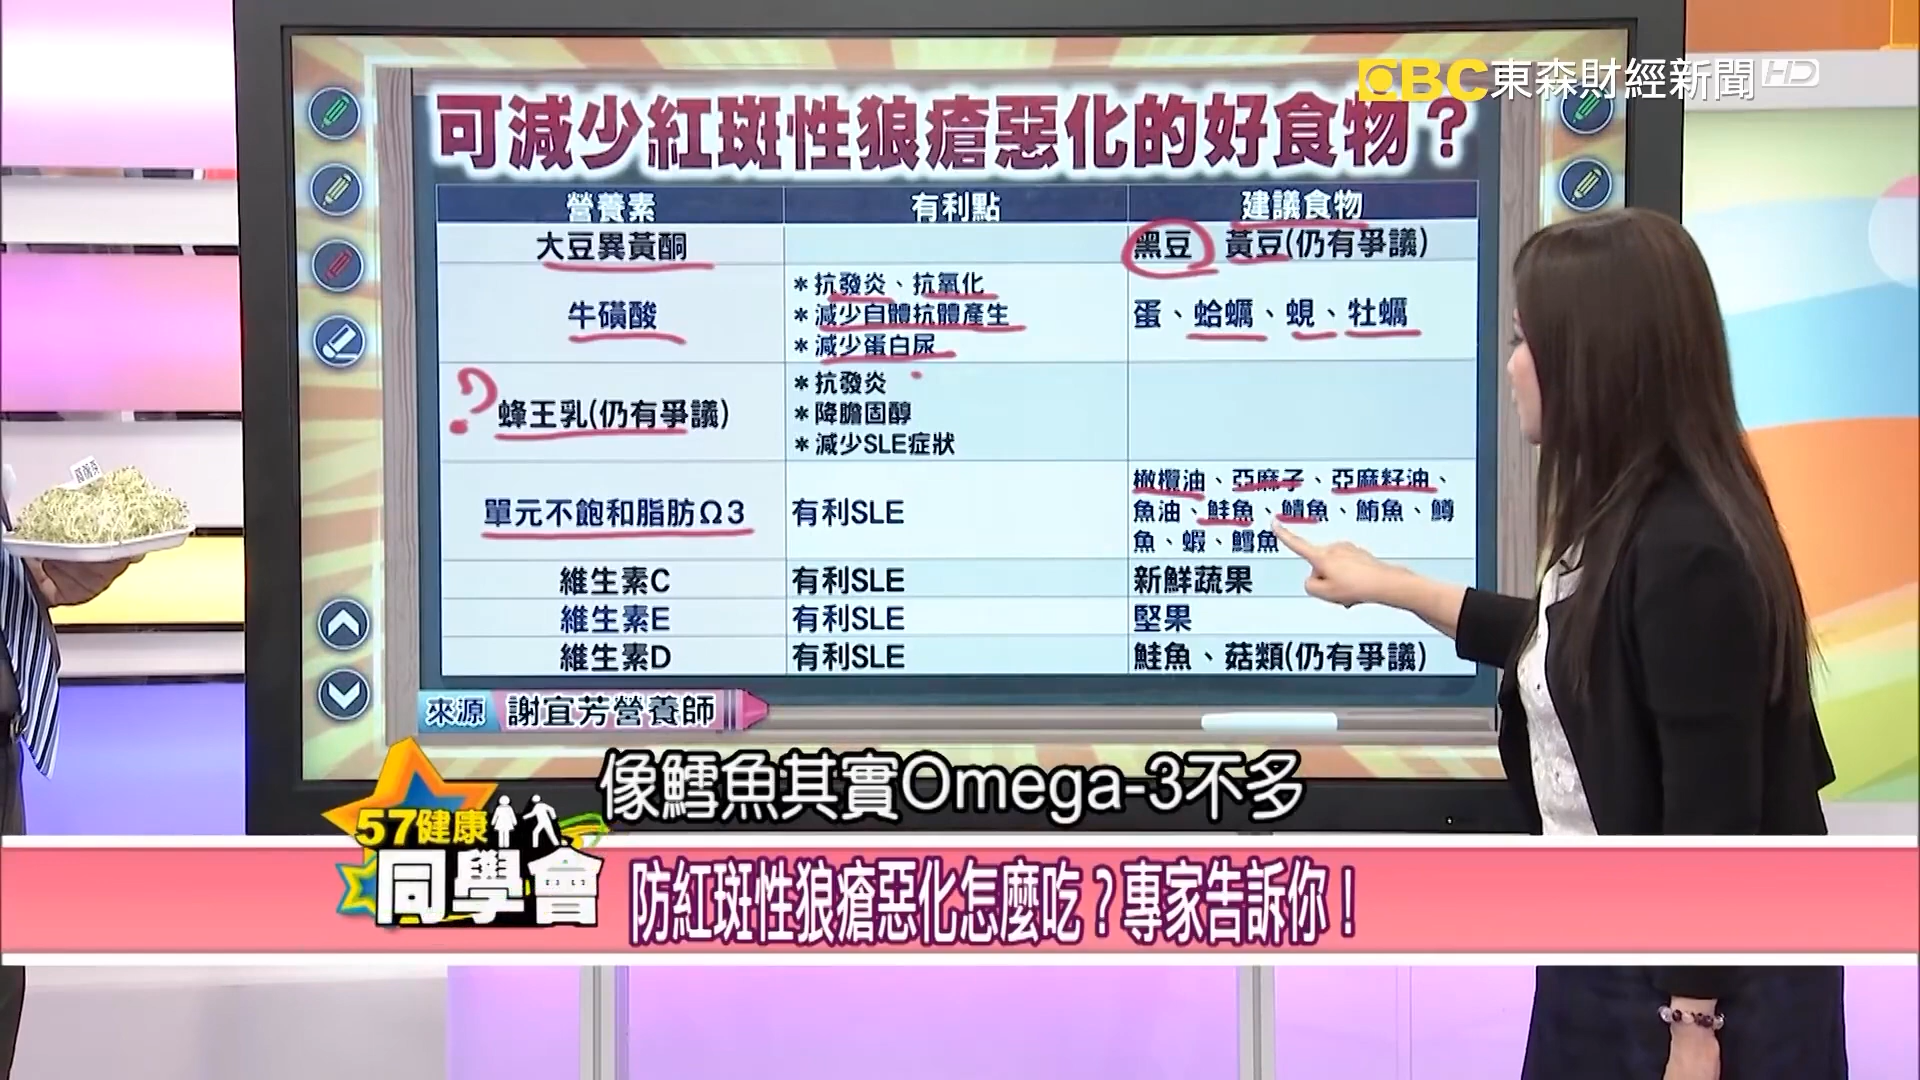 EBC東森財經新聞HD
可減少紅斑性狼瘡惡化的好食物?
營養素 有利點 建議食物
大豆異黃酮 黑豆 黃豆(仍有爭議)
牛磺酸
*抗發炎、抗氧化
*減少自體抗體產生
*減少蛋白尿
蛋、蛤蠣、蜆、牡蠣
?
蜂王乳(仍有爭議)
*抗發炎
*降膽固醇
*減少SLE症狀
單元不飽和脂肪Ω3 有利SLE
橄欖油、亞麻子、亞麻籽油、
魚油、鮭魚、鯖魚、鮪魚、鱒
魚、蝦、鱈魚
維生素C 有利SLE 新鮮蔬果
維生素E 有利SLE 堅果
維生素D 有利SLE 鮭魚、菇類(仍有爭議)
來源 謝宜芳營養師
像鱈魚其實Omega-3不多
57健康
同學會
防紅斑性狼瘡惡化怎麼吃?專家告訴你!